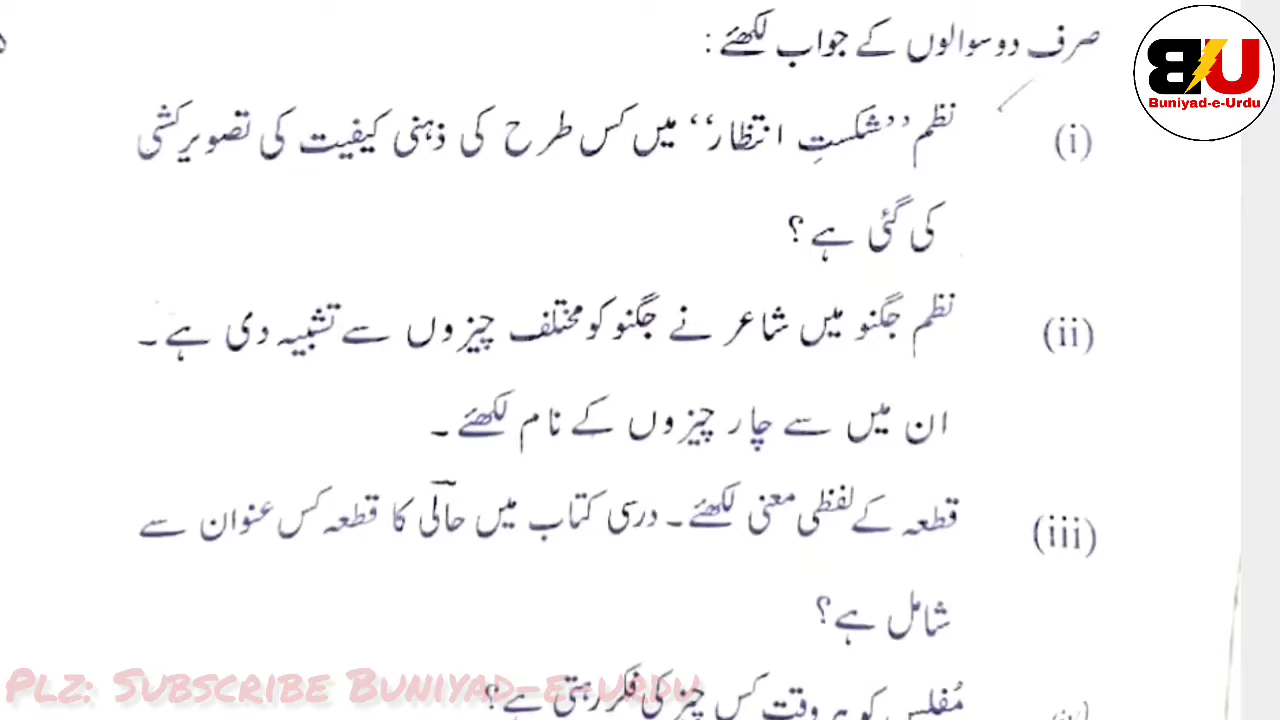 صرف دو سوالوں کے جواب لکھئے :
BU
Buniyad-e-Urdu
(i) نظم ’’شکستِ انتظار‘‘ میں کس طرح کی ذہنی کیفیت کی تصویر کشی
کی گئی ہے ؟
(ii) نظم جگنو میں شاعر نے جگنو کو مختلف چیزوں سے تشبیہ دی ہے ۔
ان میں سے چار چیزوں کے نام لکھئے ۔
(iii) قطعہ کے لفظی معنی لکھئے ۔ درسی کتاب میں حالؔی کا قطعہ کس عنوان سے
شامل ہے ؟
مُفلس کو ہر وقت کس چیز کی فکر رہتی ہے ؟
Plz: Subscribe Buniyad-e-urdu